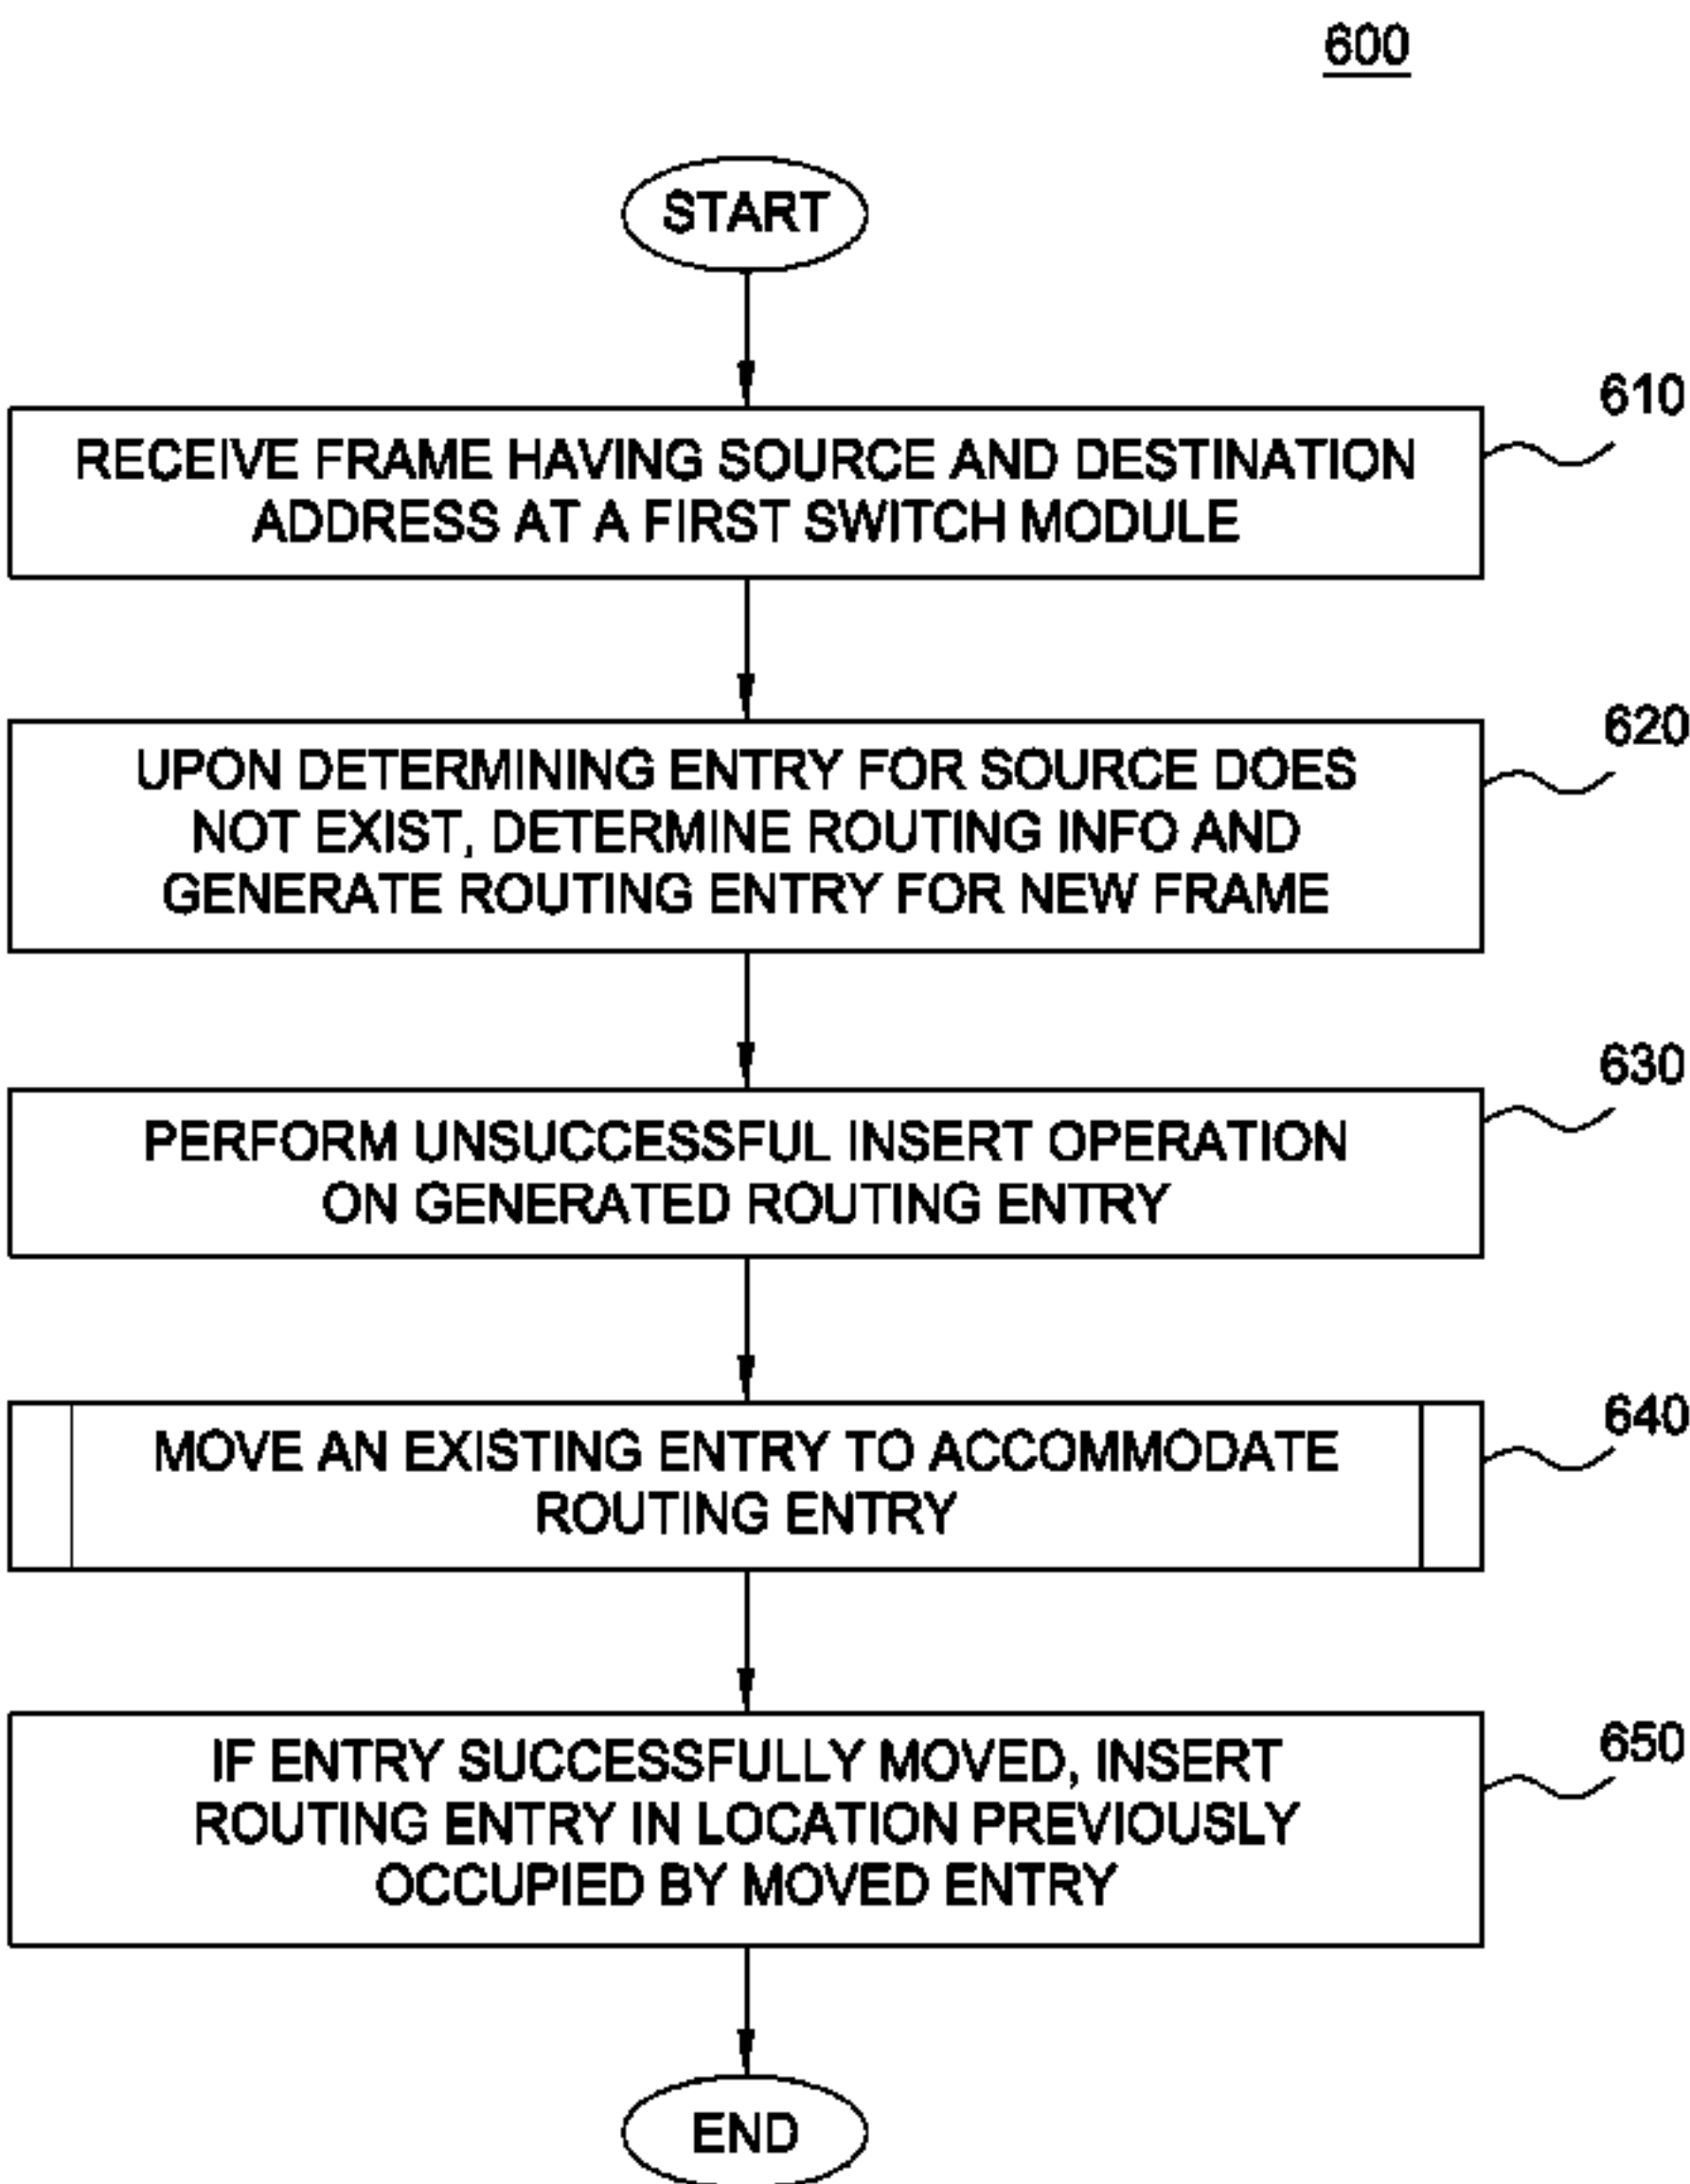 600
START
610
RECEIVE FRAME HAVING SOURCE AND DESTINATION
ADDRESS AT A FIRST SWITCH MODULE
620
UPON DETERMINING ENTRY FOR SOURCE DOES
NOT EXIST, DETERMINE ROUTING INFO AND
GENERATE ROUTING ENTRY FOR NEW FRAME
630
PERFORM UNSUCCESSFUL INSERT OPERATION
ON GENERATED ROUTING ENTRY
640
MOVE AN EXISTING ENTRY TO ACCOMMODATE
ROUTING ENTRY
650
IF ENTRY SUCCESSFULLY MOVED, INSERT
ROUTING ENTRY IN LOCATION PREVIOUSLY
OCCUPIED BY MOVED ENTRY
END